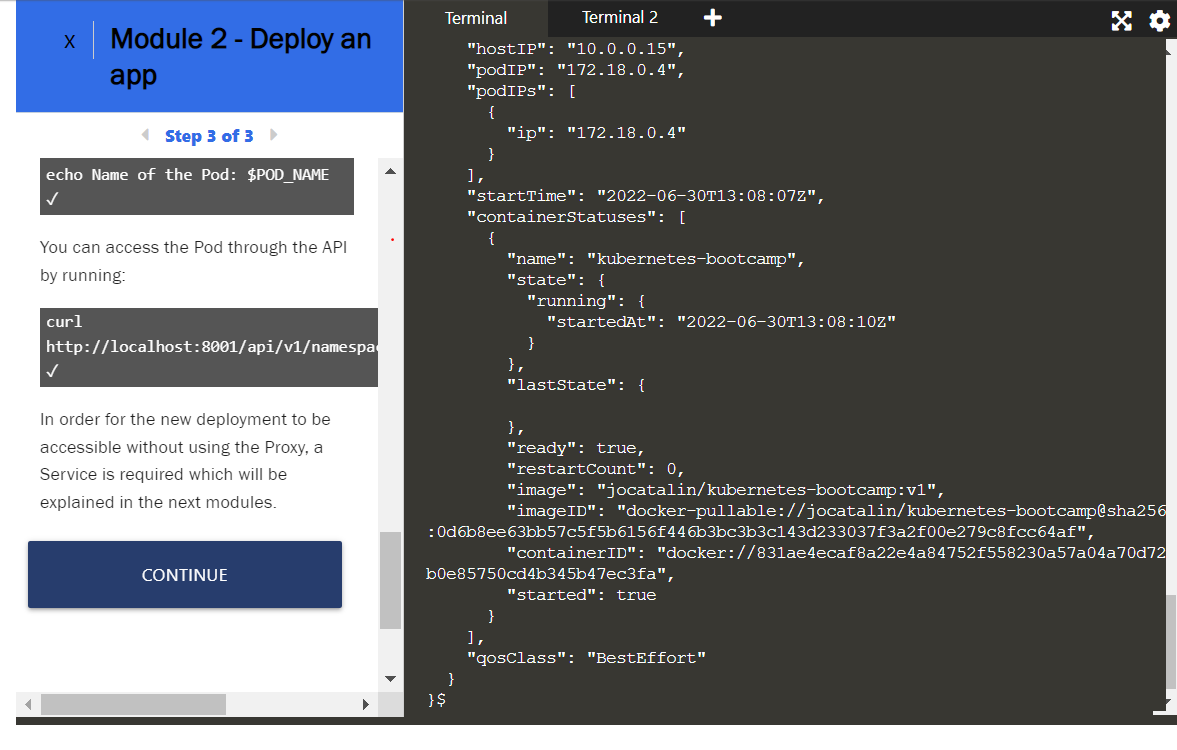 X
Module 2 - Deploy an
app
Step 3 of 3
echo Name of the Pod: $POD_NAME
✓
You can access the Pod through the API
by running:
curl
http://localhost:8001/api/v1/namespac
✓
In order for the new deployment to be
accessible without using the Proxy, a
Service is required which will be
explained in the next modules.
CONTINUE
Terminal
Terminal 2
+
"hostIP": "10.0.0.15",
"podIP": "172.18.0.4",
"podIPs": [
{
"ip": "172.18.0.4"
}
],
"startTime": "2022-06-30T13:08:07Z",
"containerStatuses": [
{
"name": "kubernetes-bootcamp",
"state": {
"running": {
"startedAt": "2022-06-30T13:08:10Z"
}
},
"lastState": {
},
"ready": true,
"restartCount": 0,
"image": "jocatalin/kubernetes-bootcamp:v1",
"imageID": "docker-pullable://jocatalin/kubernetes-bootcamp@sha256
:0d6b8ee63bb57c5f5b6156f446b3bc3b3c143d233037f3a2f00e279c8fcc64af",
"containerID": "docker://831ae4ecaf8a22e4a84752f558230a57a04a70d72
b0e85750cd4b345b47ec3fa",
"started": true
}
],
"qosClass": "BestEffort"
}
}$